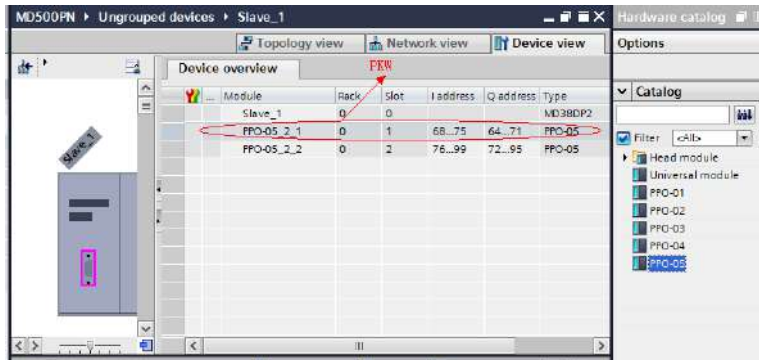 MD500PN ▸ Ungrouped devices ▸ Slave_1
Hardware catalog
Topology view
Network view
Device view
Options
Device overview
PKW
... Module Rack Slot I address Q address Type
Slave_1 0 0 MD38DP2
PPO-05_2_1 0 1 68...75 64...71 PPO-05
PPO-05_2_2 0 2 76...99 72...95 PPO-05
Slave_1
Catalog
Filter <All>
Head module
Universal module
PPO-01
PPO-02
PPO-03
PPO-04
PPO-05